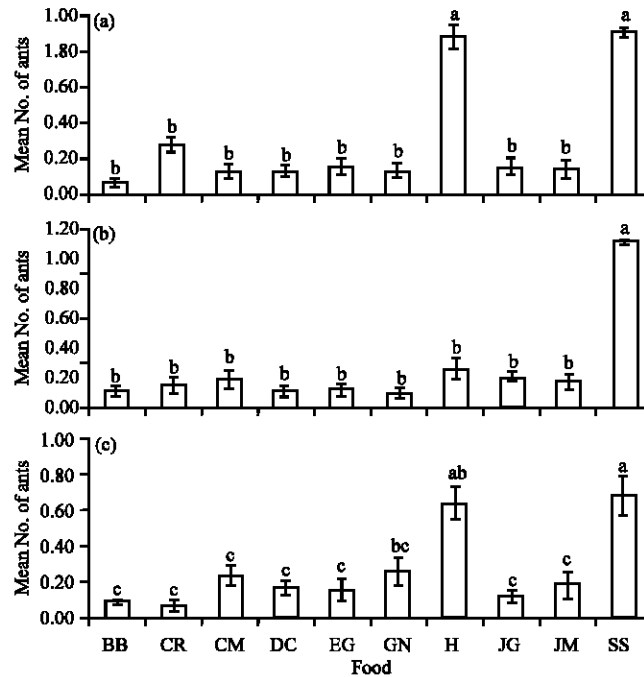 (a)
Mean No. of ants
1.00
1.80
0.40
0.20
0.00
b b b b b b a b b a
(b)
Mean No. of ants
1.20
1.00
0.80
0.60
0.40
0.20
0.00
b b b b b b b b b a
(c)
Mean No. of ants
1.00
0.80
0.60
0.40
0.20
0.00
c c c c c bc ab c c a
BB CR CM DC EG GN H JG JM SS
Food